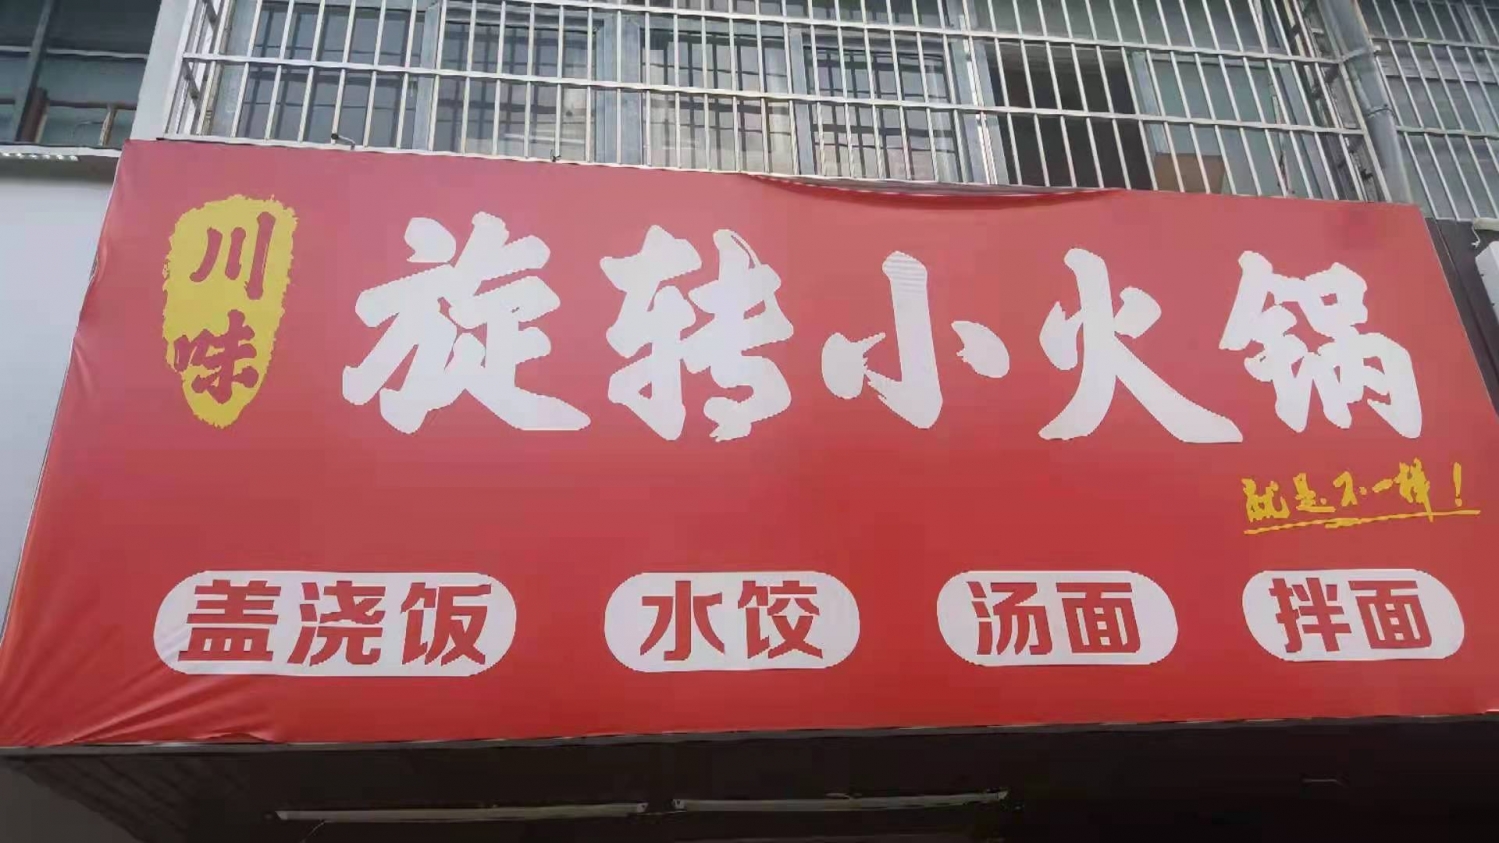 川味
旋转小火锅
就是不一样！
盖浇饭 水饺 汤面 拌面